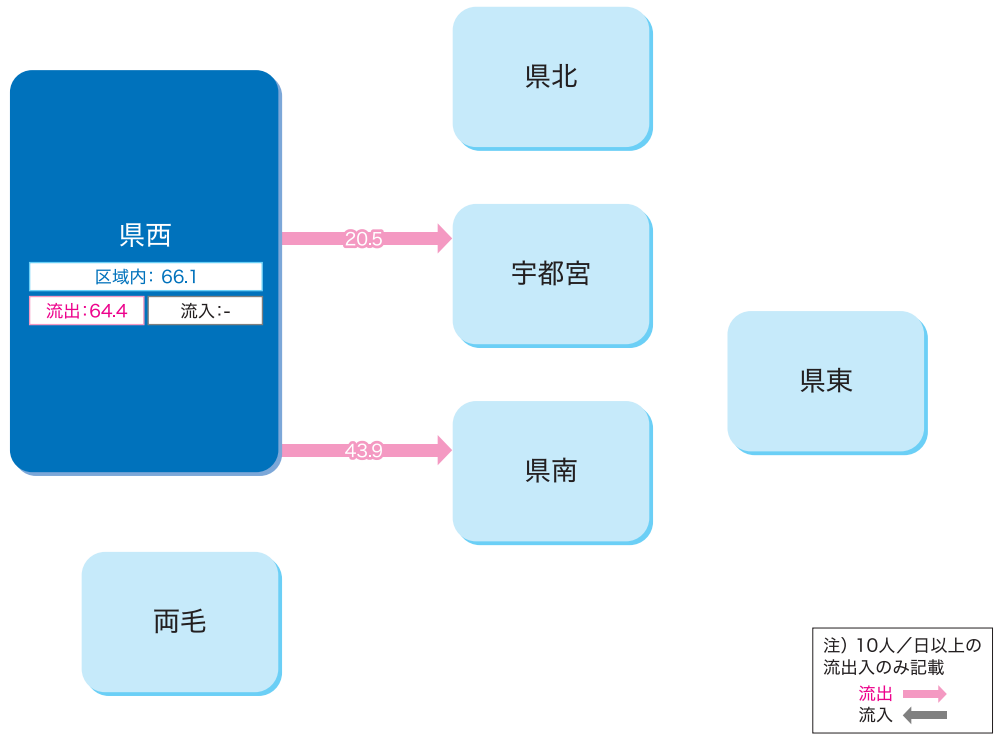 県北
県西
区域内：66.1
流出：64.4
流入：-
20.5
宇都宮
県東
43.9
県南
両毛
注）10人／日以上の
流出入のみ記載
流出
流入